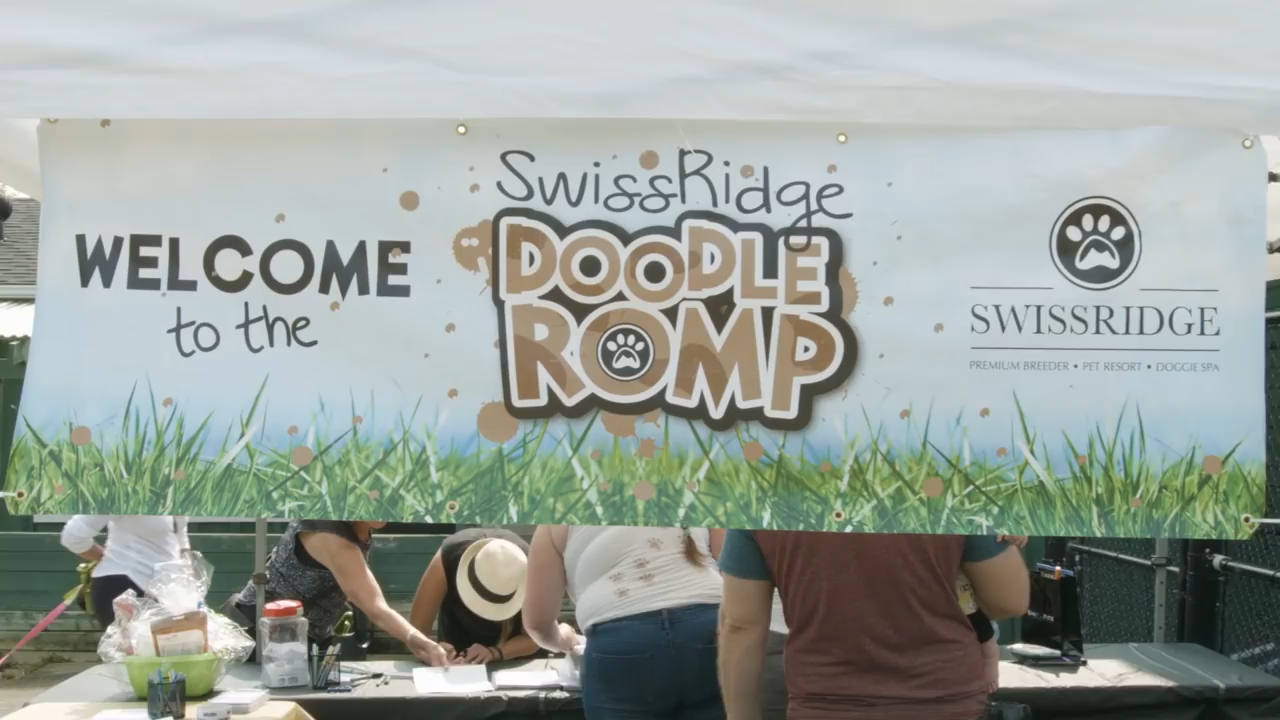 WELCOME
to the
SwissRidge
DOODLE
ROMP
SWISSRIDGE
PREMIUM BREEDER • PET RESORT • DOGGIE SPA